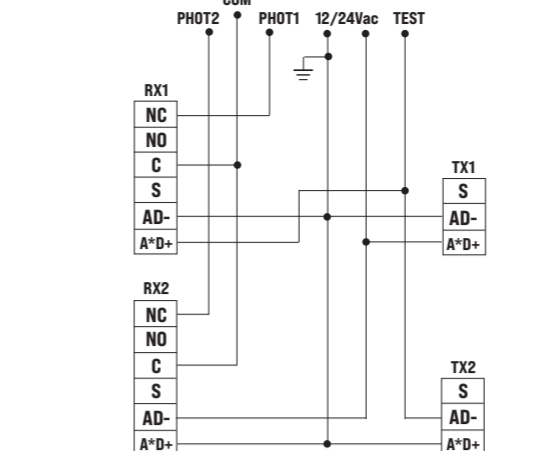 COM
PHOT2 PHOT1 12/24Vac TEST
RX1
NC
NO
C
S
AD-
A*D+
TX1
S
AD-
A*D+
RX2
NC
NO
C
S
AD-
A*D+
TX2
S
AD-
A*D+